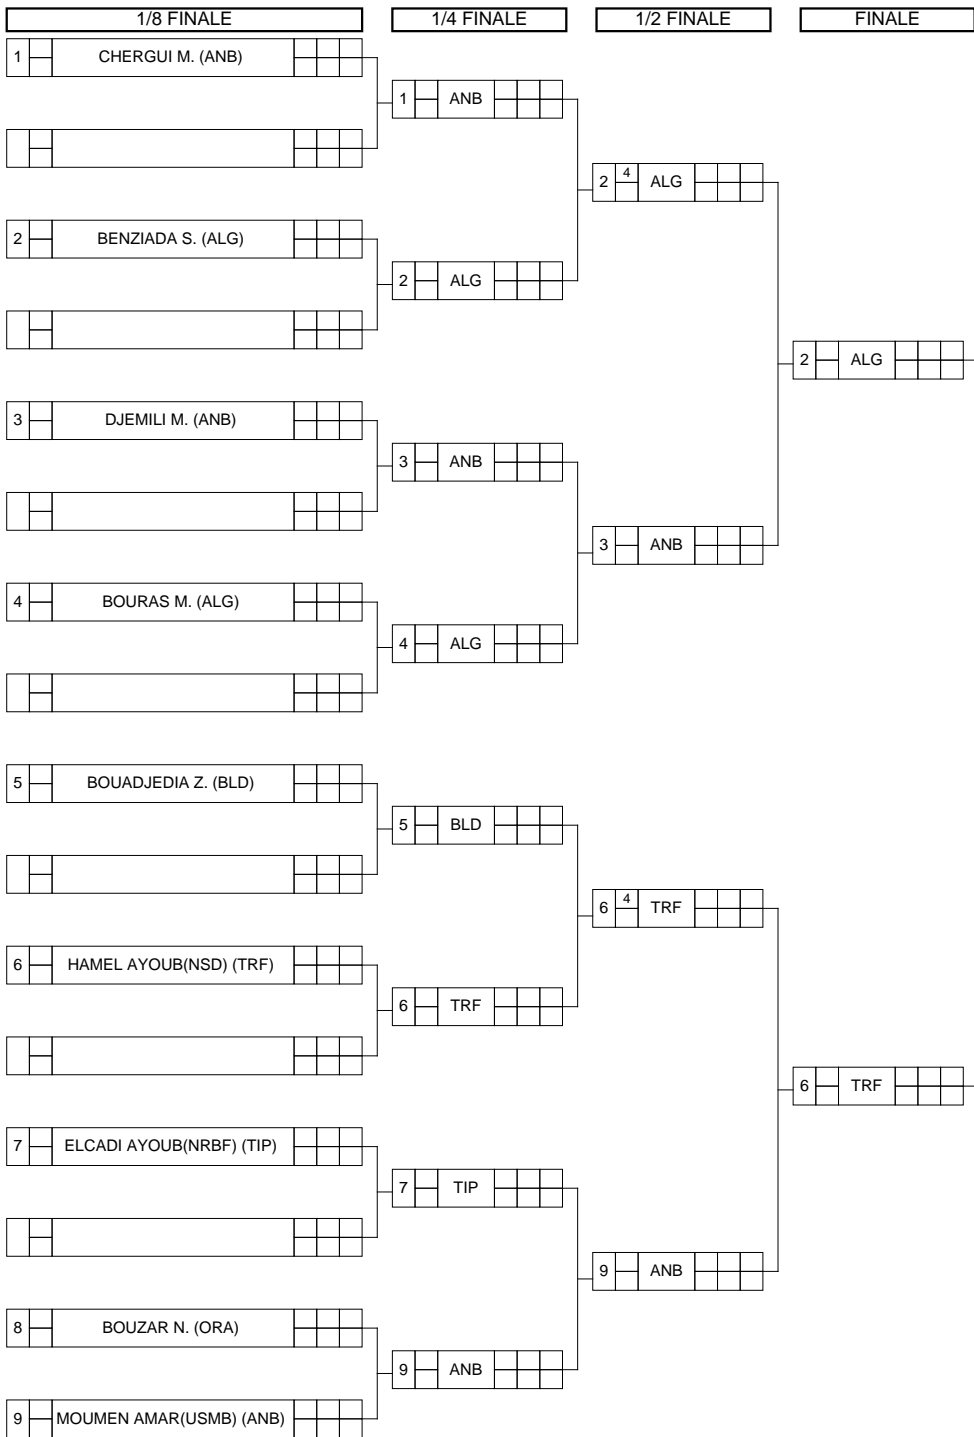 1/8 FINALE 1/4 FINALE 1/2 FINALE FINALE
1 CHERGUI M. (ANB)
1 ANB
2 4 ALG
2 BENZIADA S. (ALG)
2 ALG
2 ALG
3 DJEMILI M. (ANB)
3 ANB
3 ANB
4 BOURAS M. (ALG)
4 ALG
5 BOUADJEDIA Z. (BLD)
5 BLD
6 4 TRF
6 HAMEL AYOUB(NSD) (TRF)
6 TRF
6 TRF
7 ELCADI AYOUB(NRBF) (TIP)
7 TIP
9 ANB
8 BOUZAR N. (ORA)
9 ANB
9 MOUMEN AMAR(USMB) (ANB)